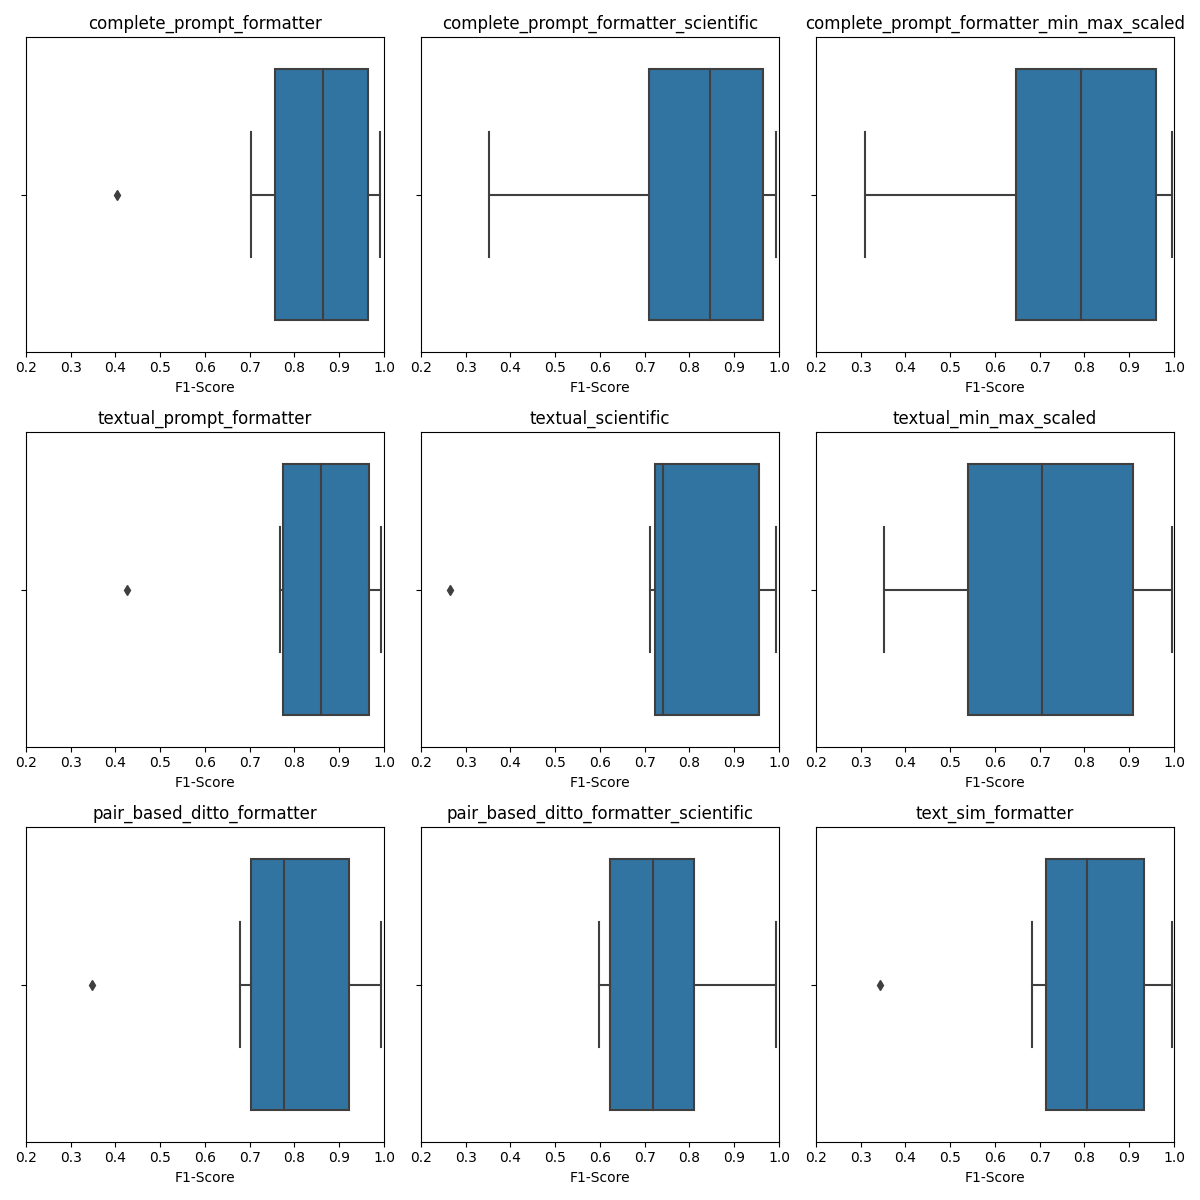 complete_prompt_formatter
complete_prompt_formatter_scientific
complete_prompt_formatter_min_max_scaled
0.2 0.3 0.4 0.5 0.6 0.7 0.8 0.9 1.0
0.2 0.3 0.4 0.5 0.6 0.7 0.8 0.9 1.0
0.2 0.3 0.4 0.5 0.6 0.7 0.8 0.9 1.0
F1-Score
F1-Score
F1-Score
textual_prompt_formatter
textual_scientific
textual_min_max_scaled
0.2 0.3 0.4 0.5 0.6 0.7 0.8 0.9 1.0
0.2 0.3 0.4 0.5 0.6 0.7 0.8 0.9 1.0
0.2 0.3 0.4 0.5 0.6 0.7 0.8 0.9 1.0
F1-Score
F1-Score
F1-Score
pair_based_ditto_formatter
pair_based_ditto_formatter_scientific
text_sim_formatter
0.2 0.3 0.4 0.5 0.6 0.7 0.8 0.9 1.0
0.2 0.3 0.4 0.5 0.6 0.7 0.8 0.9 1.0
0.2 0.3 0.4 0.5 0.6 0.7 0.8 0.9 1.0
F1-Score
F1-Score
F1-Score